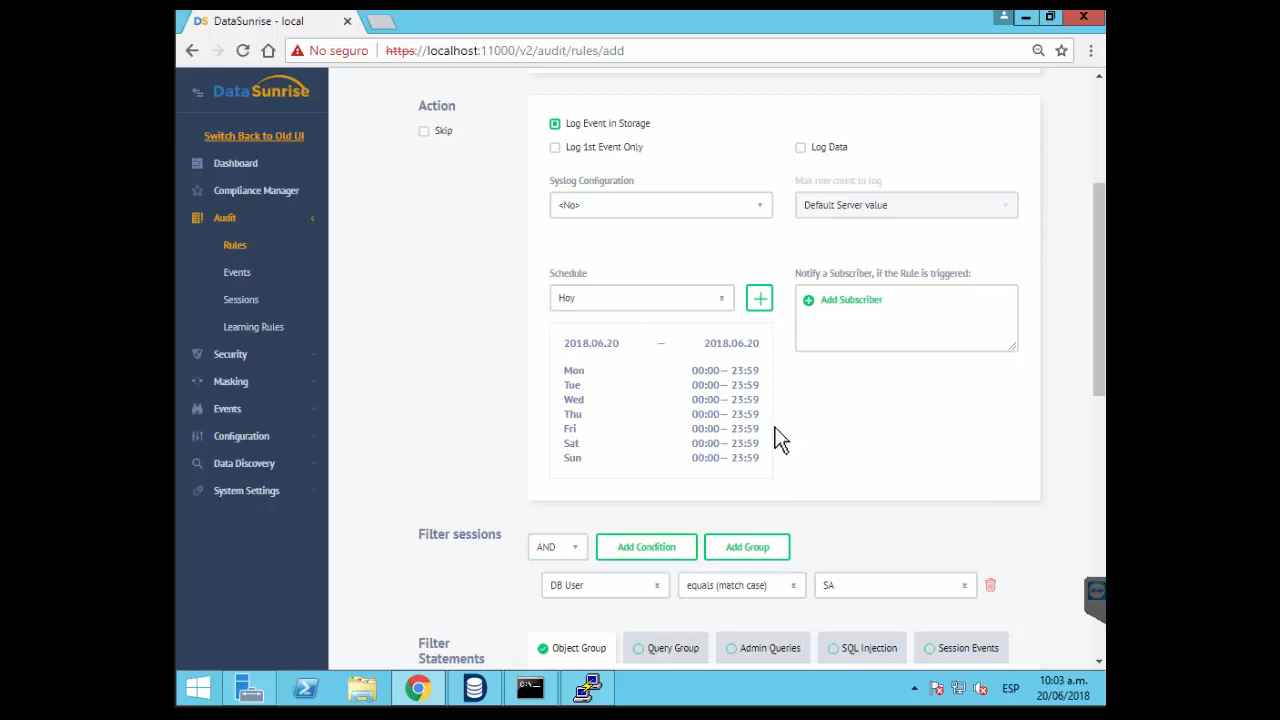 DS DataSunrise - local
No seguro https://localhost:11000/v2/audit/rules/add
DataSunrise
Switch Back to Old UI
Dashboard
Compliance Manager
Audit
Rules
Events
Sessions
Learning Rules
Security
Masking
Events
Configuration
Data Discovery
System Settings
Action
Skip
Log Event in Storage
Log 1st Event Only
Log Data
Syslog Configuration
Max row count to log
<No>
Default Server value
Schedule
Notify a Subscriber, if the Rule is triggered:
Hoy
Add Subscriber
2018.06.20 — 2018.06.20
Mon 00:00— 23:59
Tue 00:00— 23:59
Wed 00:00— 23:59
Thu 00:00— 23:59
Fri 00:00— 23:59
Sat 00:00— 23:59
Sun 00:00— 23:59
Filter sessions
AND
Add Condition
Add Group
DB User
equals (match case)
SA
Filter Statements
Object Group
Query Group
Admin Queries
SQL Injection
Session Events
ESP
10:03 a.m.
20/06/2018